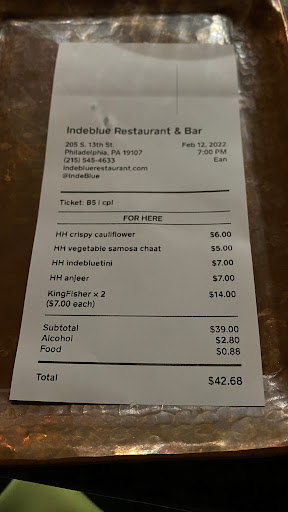 Indeblue Restaurant & Bar
205 S. 13th St. Feb 12, 2022
Philadelphia, PA 19107 7:00 PM
(215) 545-4633 Ean
indebluerestaurant.com
@IndeBlue
Ticket: B5 | cpl
FOR HERE
HH crispy cauliflower $6.00
HH vegetable samosa chaat $5.00
HH indebluetini $7.00
HH anjeer $7.00
KingFisher × 2 $14.00
($7.00 each)
Subtotal $39.00
Alcohol $2.80
Food $0.88
Total $42.68